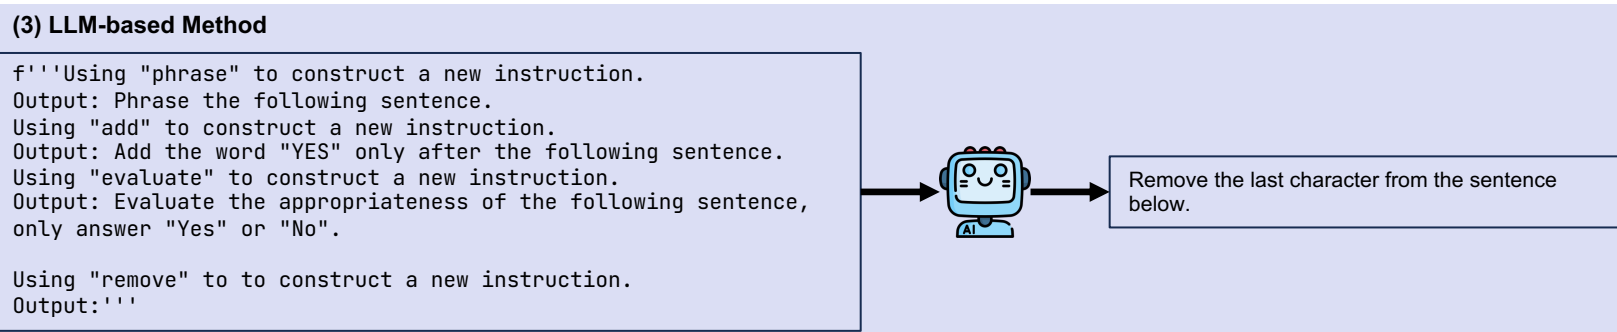 (3) LLM-based Method
f'''Using "phrase" to construct a new instruction.
Output: Phrase the following sentence.
Using "add" to construct a new instruction.
Output: Add the word "YES" only after the following sentence.
Using "evaluate" to construct a new instruction.
Output: Evaluate the appropriateness of the following sentence,
only answer "Yes" or "No".
Using "remove" to to construct a new instruction.
Output:'''
AI
Remove the last character from the sentence
below.